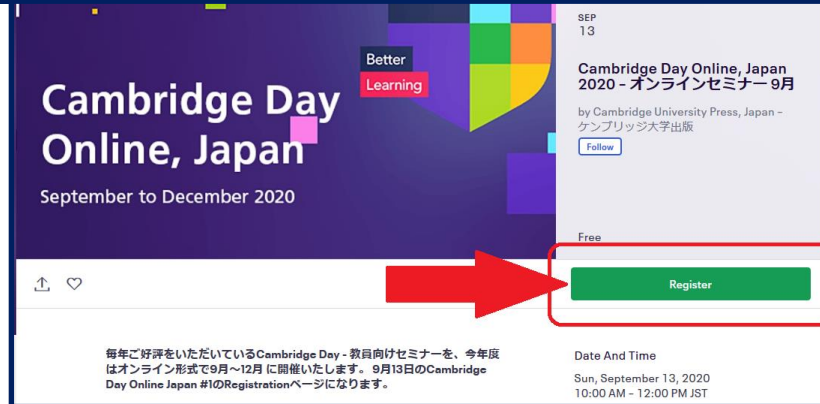 Better
Learning
Cambridge Day
Online, Japan
September to December 2020
SEP
13
Cambridge Day Online, Japan
2020 - オンラインセミナー 9月
by Cambridge University Press, Japan -
ケンブリッジ大学出版
Follow
Free
Register
毎年ご好評をいただいているCambridge Day - 教員向けセミナーを、今年度
はオンライン形式で9月～12月 に開催いたします。 9月13日のCambridge
Day Online Japan #1のRegistrationページになります。
Date And Time
Sun, September 13, 2020
10:00 AM – 12:00 PM JST